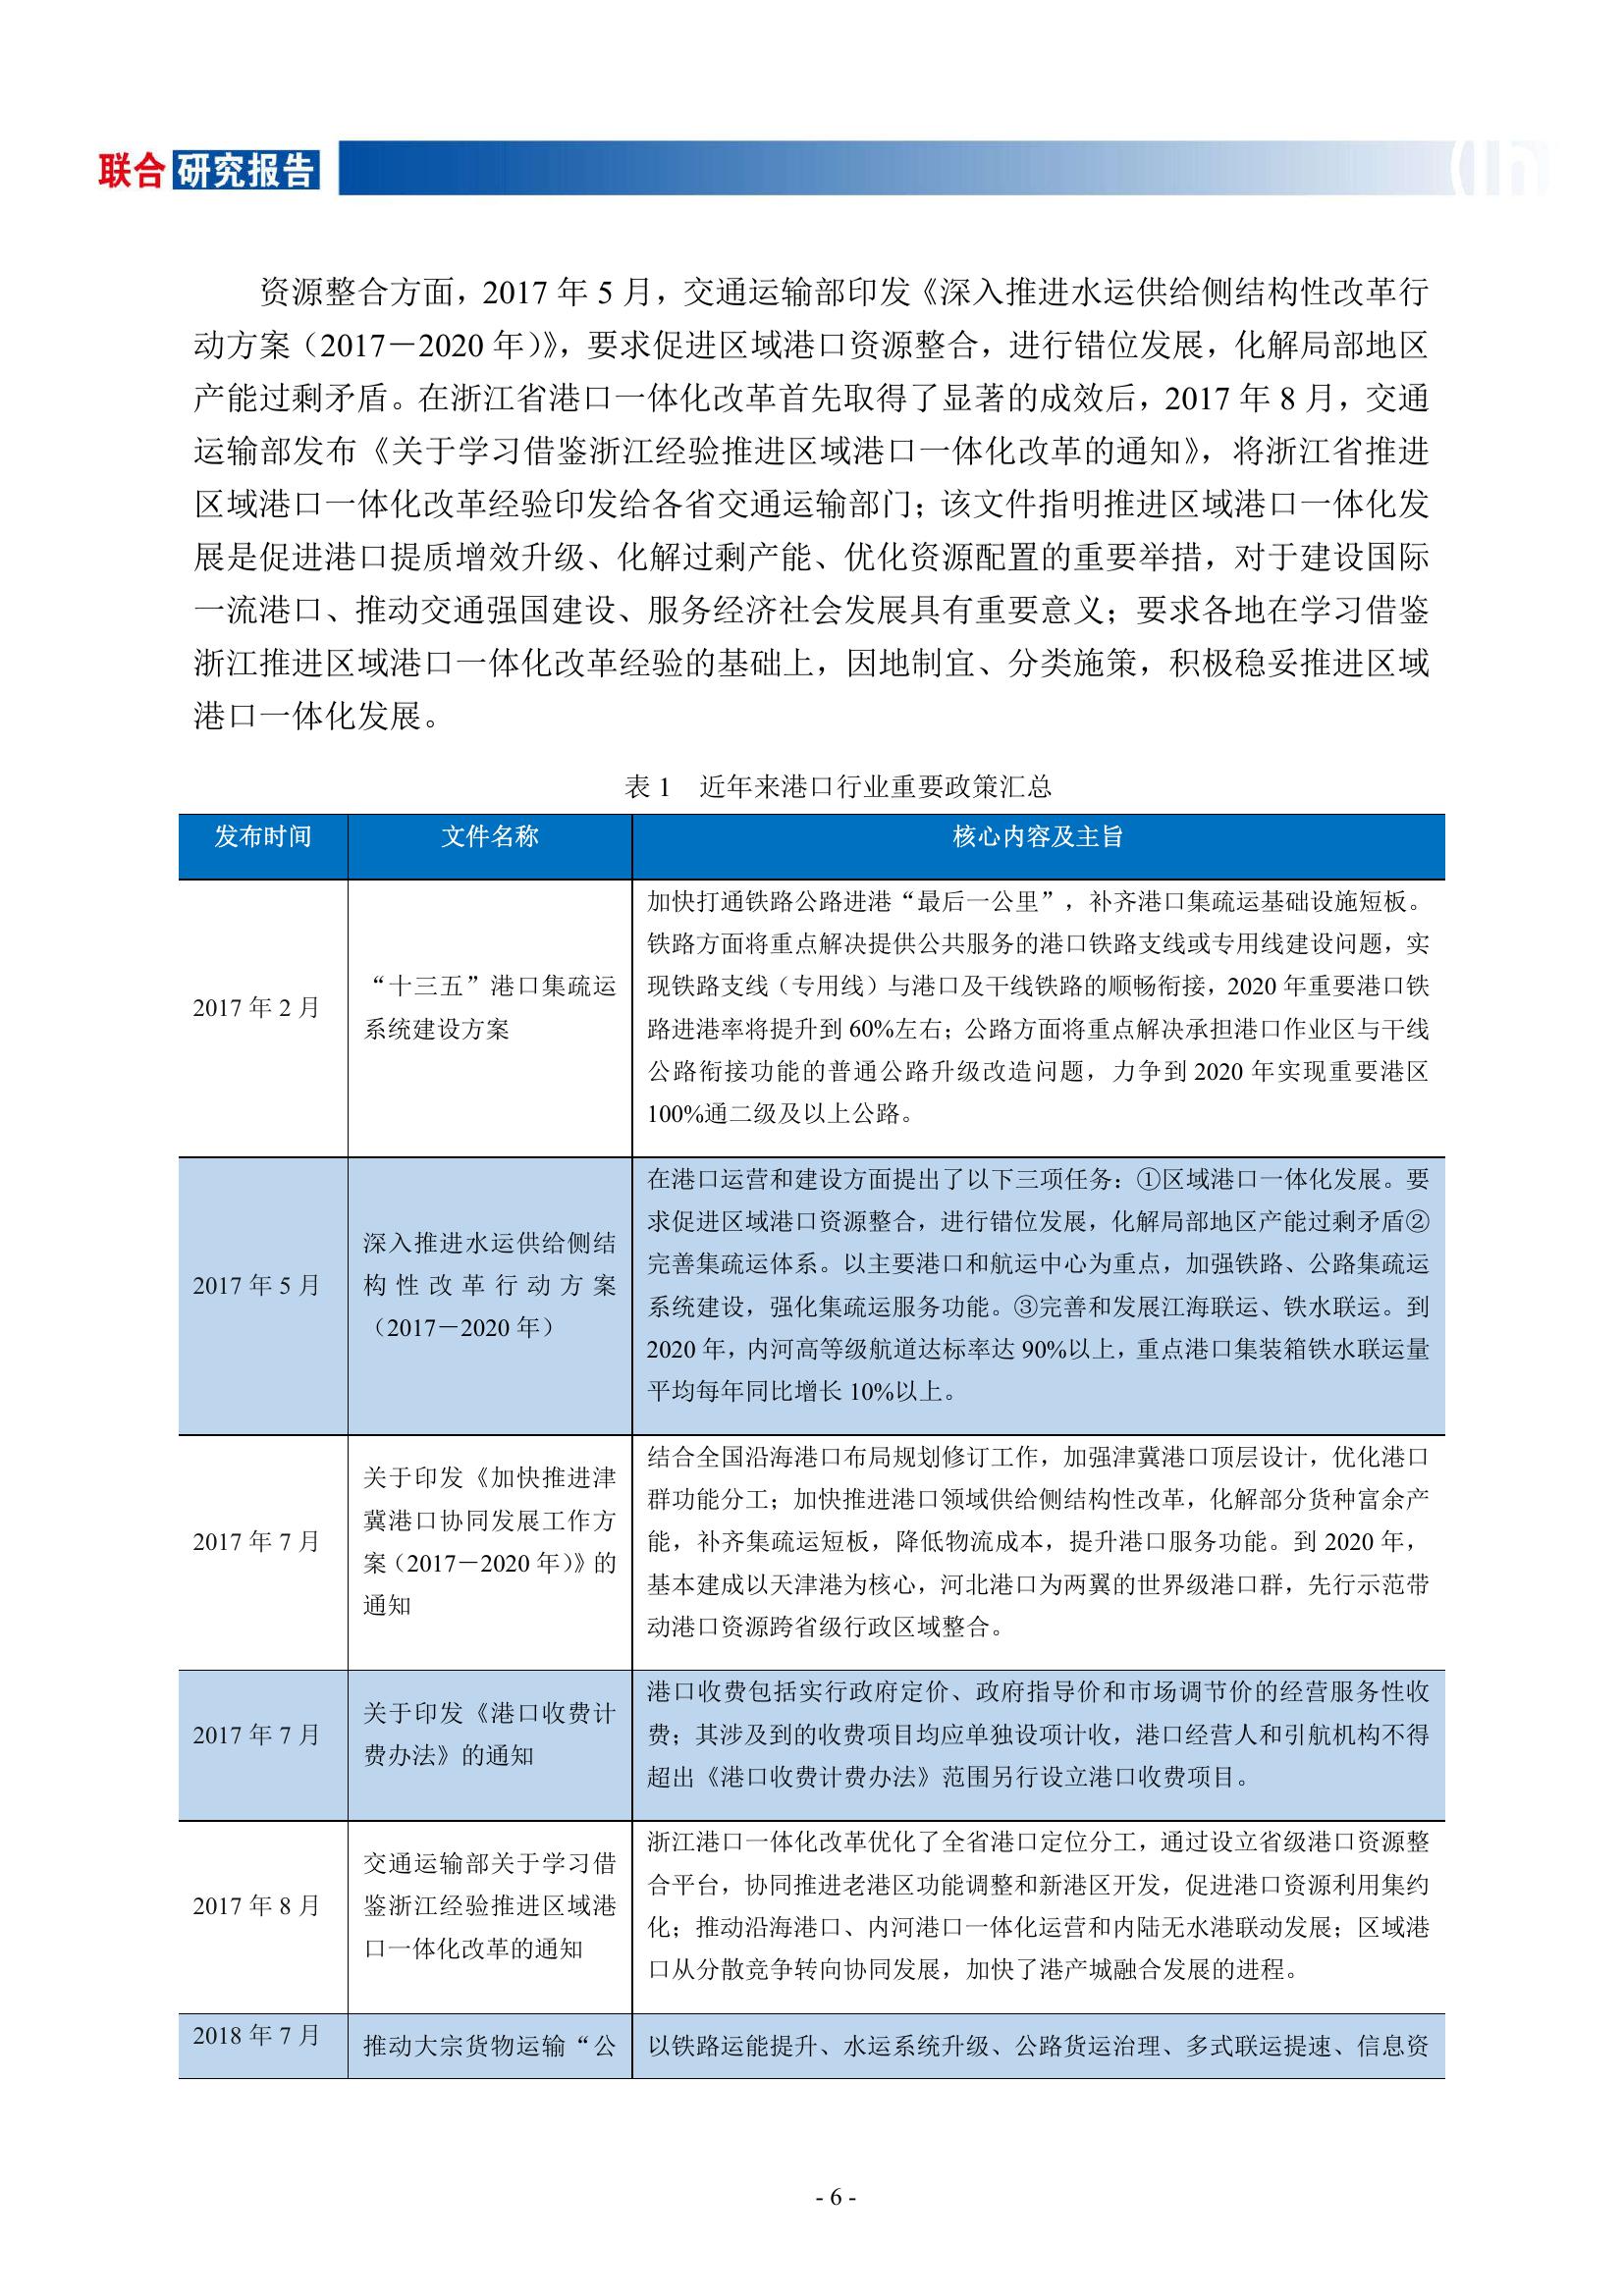 联合研究报告
资源整合方面，2017 年 5 月，交通运输部印发《深入推进水运供给侧结构性改革行
动方案（2017－2020 年）》，要求促进区域港口资源整合，进行错位发展，化解局部地区
产能过剩矛盾。在浙江省港口一体化改革首先取得了显著的成效后，2017 年 8 月，交通
运输部发布《关于学习借鉴浙江经验推进区域港口一体化改革的通知》，将浙江省推进
区域港口一体化改革经验印发给各省交通运输部门；该文件指明推进区域港口一体化发
展是促进港口提质增效升级、化解过剩产能、优化资源配置的重要举措，对于建设国际
一流港口、推动交通强国建设、服务经济社会发展具有重要意义；要求各地在学习借鉴
浙江推进区域港口一体化改革经验的基础上，因地制宜、分类施策，积极稳妥推进区域
港口一体化发展。
表 1　近年来港口行业重要政策汇总
发布时间
文件名称
核心内容及主旨
2017 年 2 月
“十三五”港口集疏运
系统建设方案
加快打通铁路公路进港“最后一公里”，补齐港口集疏运基础设施短板。
铁路方面将重点解决提供公共服务的港口铁路支线或专用线建设问题，实
现铁路支线（专用线）与港口及干线铁路的顺畅衔接，2020 年重要港口铁
路进港率将提升到 60%左右；公路方面将重点解决承担港口作业区与干线
公路衔接功能的普通公路升级改造问题，力争到 2020 年实现重要港区
100%通二级及以上公路。
2017 年 5 月
深入推进水运供给侧结
构性改革行动方案
（2017－2020 年）
在港口运营和建设方面提出了以下三项任务：①区域港口一体化发展。要
求促进区域港口资源整合，进行错位发展，化解局部地区产能过剩矛盾②
完善集疏运体系。以主要港口和航运中心为重点，加强铁路、公路集疏运
系统建设，强化集疏运服务功能。③完善和发展江海联运、铁水联运。到
2020 年，内河高等级航道达标率达 90%以上，重点港口集装箱铁水联运量
平均每年同比增长 10%以上。
2017 年 7 月
关于印发《加快推进津
冀港口协同发展工作方
案（2017－2020 年）》的
通知
结合全国沿海港口布局规划修订工作，加强津冀港口顶层设计，优化港口
群功能分工；加快推进港口领域供给侧结构性改革，化解部分货种富余产
能，补齐集疏运短板，降低物流成本，提升港口服务功能。到 2020 年，
基本建成以天津港为核心，河北港口为两翼的世界级港口群，先行示范带
动港口资源跨省级行政区域整合。
2017 年 7 月
关于印发《港口收费计
费办法》的通知
港口收费包括实行政府定价、政府指导价和市场调节价的经营服务性收
费；其涉及到的收费项目均应单独设项计收，港口经营人和引航机构不得
超出《港口收费计费办法》范围另行设立港口收费项目。
2017 年 8 月
交通运输部关于学习借
鉴浙江经验推进区域港
口一体化改革的通知
浙江港口一体化改革优化了全省港口定位分工，通过设立省级港口资源整
合平台，协同推进老港区功能调整和新港区开发，促进港口资源利用集约
化；推动沿海港口、内河港口一体化运营和内陆无水港联动发展；区域港
口从分散竞争转向协同发展，加快了港产城融合发展的进程。
2018 年 7 月
推动大宗货物运输“公
以铁路运能提升、水运系统升级、公路货运治理、多式联运提速、信息资
- 6 -